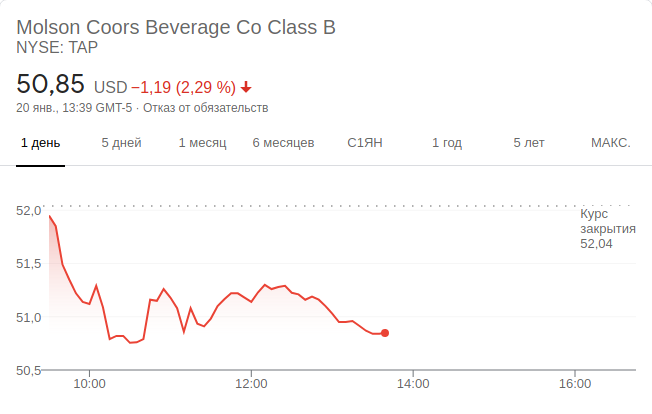 Molson Coors Beverage Co Class B
NYSE: TAP
50,85 USD −1,19 (2,29 %)
20 янв., 13:39 GMT-5 · Отказ от обязательств
1 день 5 дней 1 месяц 6 месяцев С1ЯН 1 год 5 лет МАКС.
52,0
Курс
закрытия
52,04
51,5
51,0
50,5
10:00 12:00 14:00 16:00